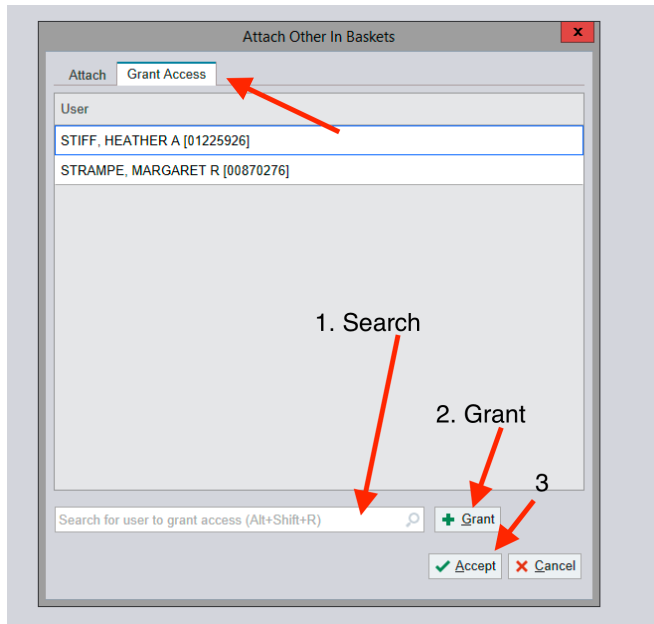 Attach Other In Baskets
x
Attach Grant Access
User
STIFF, HEATHER A [01225926]
STRAMPE, MARGARET R [00870276]
1. Search
2. Grant
3
Search for user to grant access (Alt+Shift+R) Grant
Accept Cancel